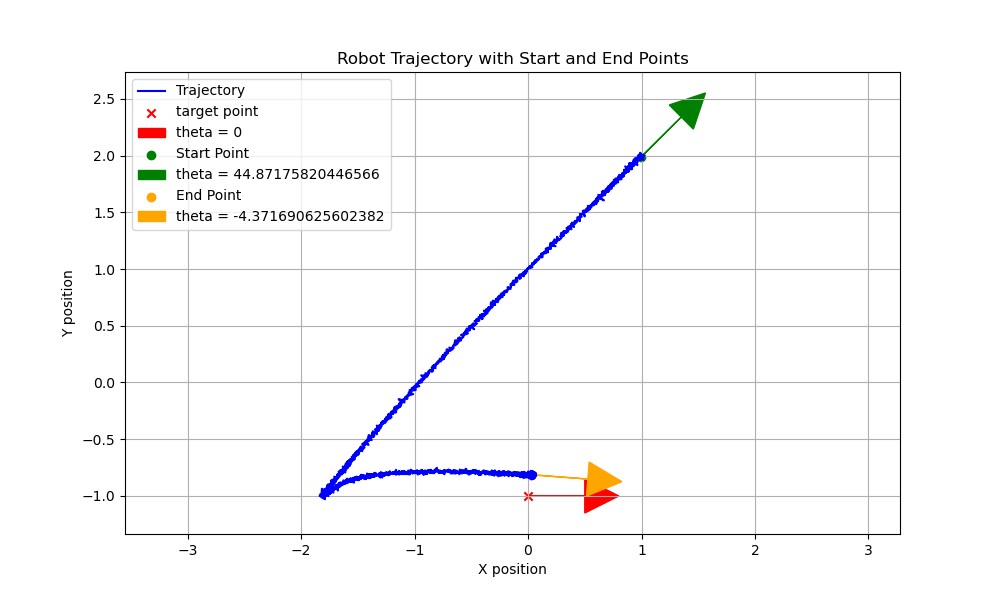 Robot Trajectory with Start and End Points
Trajectory
target point
theta = 0
Start Point
theta = 44.87175820446566
End Point
theta = -4.371690625602382
Y position
2.5
2.0
1.5
1.0
0.5
0.0
−0.5
−1.0
−3
−2
−1
0
1
2
3
X position